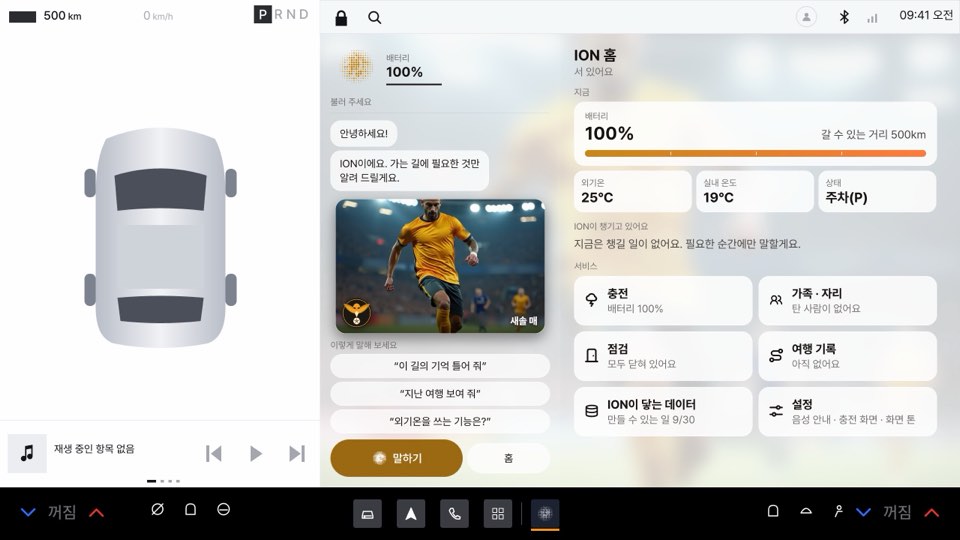 500 km
0 km/h
P R N D
09:41 오전
배터리
100%
불러 주세요
안녕하세요!
ION이에요. 가는 길에 필요한 것만
알려 드릴게요.
새솔 매
이렇게 말해 보세요
“이 길의 기억 틀어 줘”
“지난 여행 보여 줘”
“외기온을 쓰는 기능은?”
말하기
홈
ION 홈
서 있어요
지금
배터리
100%
갈 수 있는 거리 500km
외기온
25°C
실내 온도
19°C
상태
주차(P)
ION이 챙기고 있어요
지금은 챙길 일이 없어요. 필요한 순간에만 말할게요.
서비스
충전
배터리 100%
가족 · 자리
탄 사람이 없어요
점검
모두 닫혀 있어요
여행 기록
아직 없어요
ION이 닿는 데이터
만들 수 있는 일 9/30
설정
음성 안내 · 충전 화면 · 화면 톤
재생 중인 항목 없음
꺼짐
꺼짐